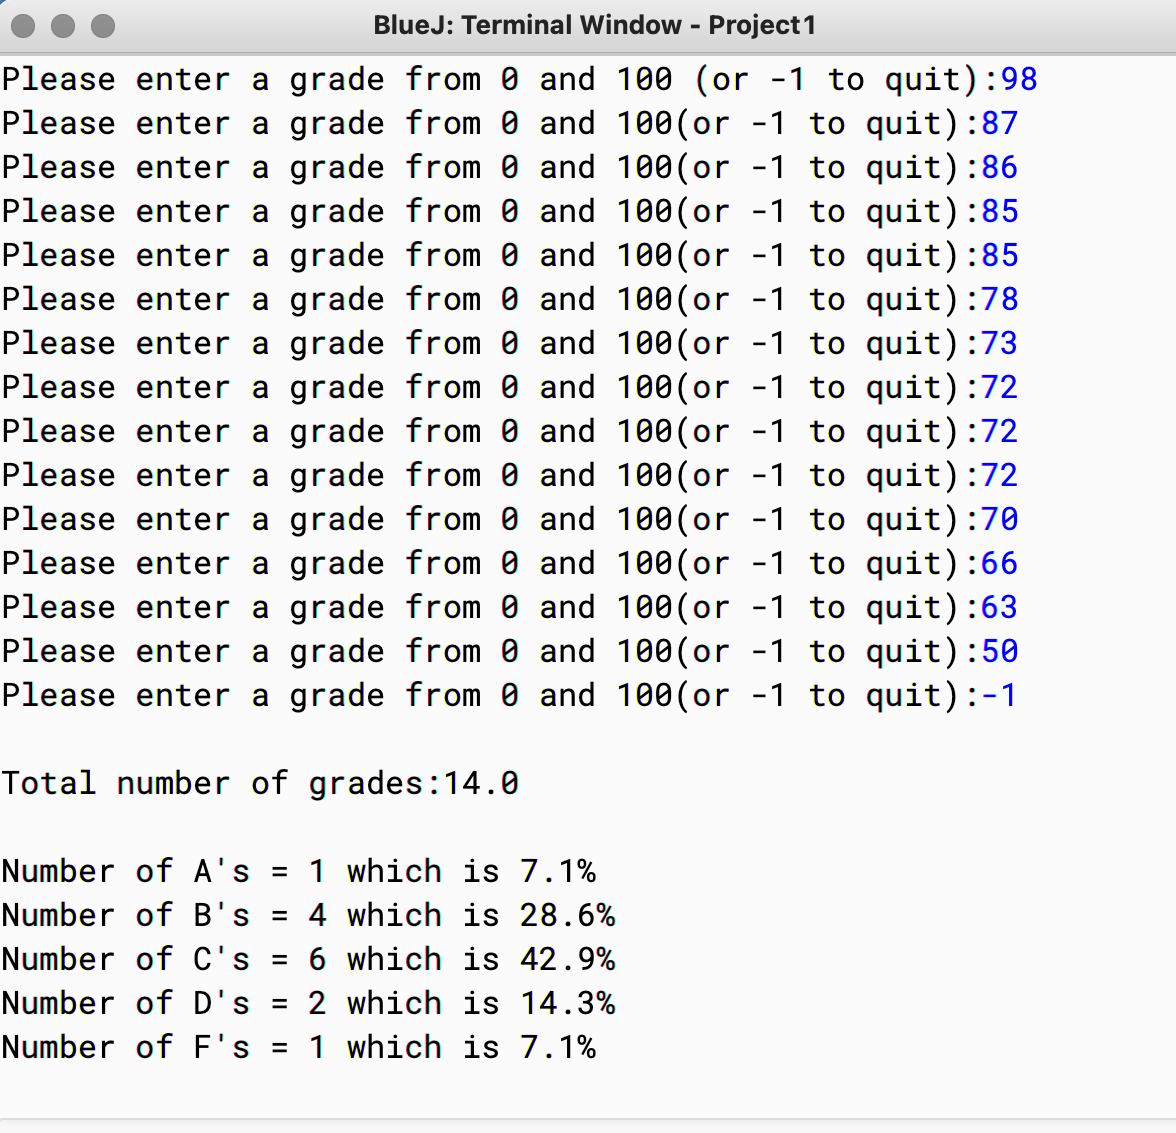 BlueJ: Terminal Window - Project1
Please enter a grade from 0 and 100 (or -1 to quit):98
Please enter a grade from 0 and 100(or -1 to quit):87
Please enter a grade from 0 and 100(or -1 to quit):86
Please enter a grade from 0 and 100(or -1 to quit):85
Please enter a grade from 0 and 100(or -1 to quit):85
Please enter a grade from 0 and 100(or -1 to quit):78
Please enter a grade from 0 and 100(or -1 to quit):73
Please enter a grade from 0 and 100(or -1 to quit):72
Please enter a grade from 0 and 100(or -1 to quit):72
Please enter a grade from 0 and 100(or -1 to quit):72
Please enter a grade from 0 and 100(or -1 to quit):70
Please enter a grade from 0 and 100(or -1 to quit):66
Please enter a grade from 0 and 100(or -1 to quit):63
Please enter a grade from 0 and 100(or -1 to quit):50
Please enter a grade from 0 and 100(or -1 to quit):-1
Total number of grades:14.0
Number of A's = 1 which is 7.1%
Number of B's = 4 which is 28.6%
Number of C's = 6 which is 42.9%
Number of D's = 2 which is 14.3%
Number of F's = 1 which is 7.1%